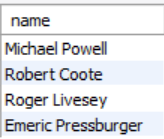 name
Michael Powell
Robert Coote
Roger Livesey
Emeric Pressburger